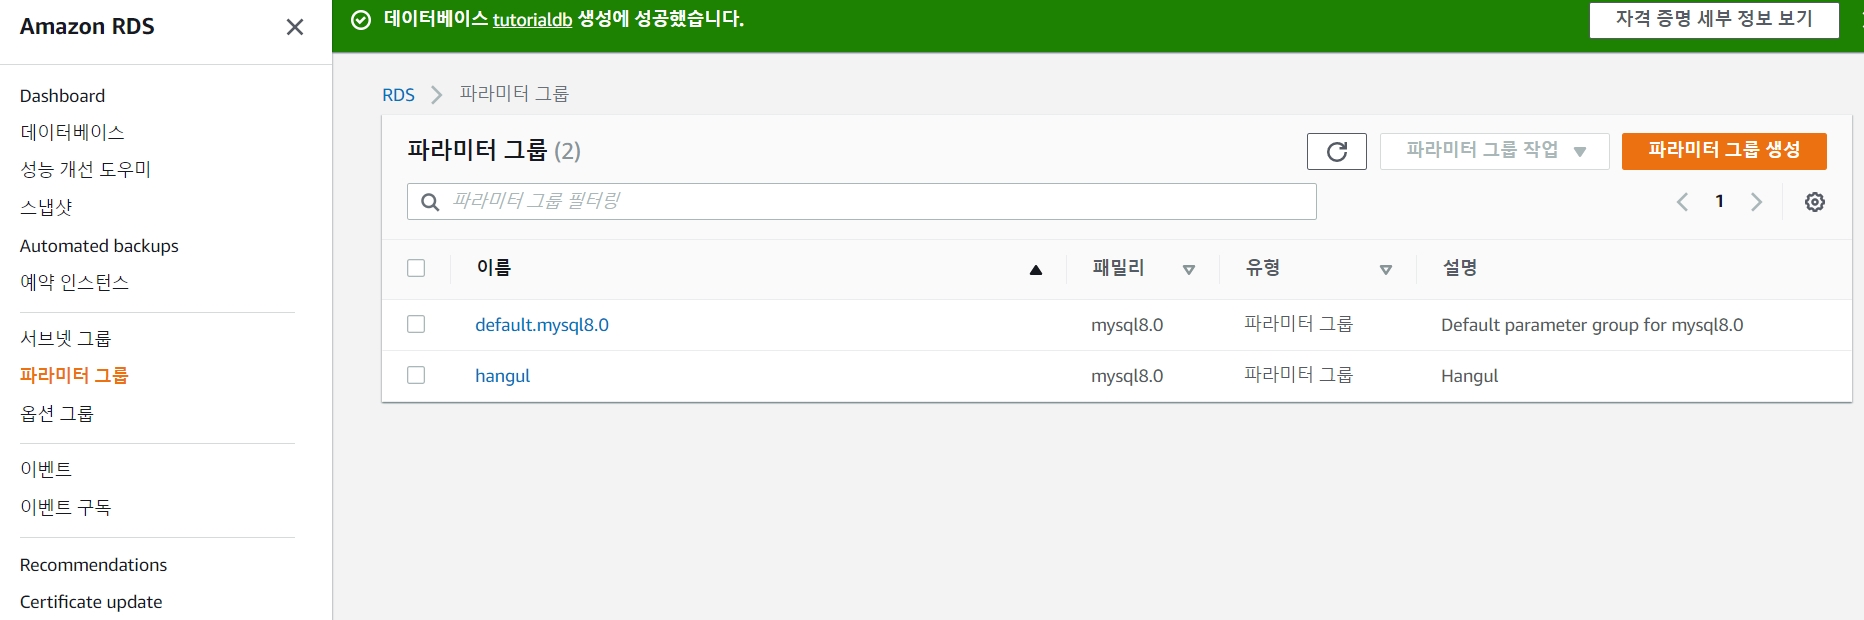 Amazon RDS
Dashboard
데이터베이스
성능 개선 도우미
스냅샷
Automated backups
예약 인스턴스
서브넷 그룹
파라미터 그룹
옵션 그룹
이벤트
이벤트 구독
Recommendations
Certificate update
데이터베이스 tutorialdb 생성에 성공했습니다.
자격 증명 세부 정보 보기
RDS 파라미터 그룹
파라미터 그룹 (2)
파라미터 그룹 작업
파라미터 그룹 생성
파라미터 그룹 필터링
1
이름 패밀리 유형 설명
default.mysql8.0 mysql8.0 파라미터 그룹 Default parameter group for mysql8.0
hangul mysql8.0 파라미터 그룹 Hangul